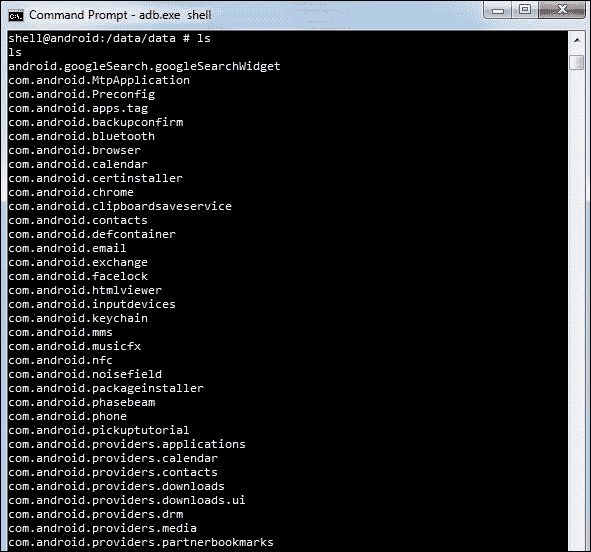 Command Prompt - adb.exe shell
shell@android:/data/data # ls
ls
android.googleSearch.googleSearchWidget
com.android.MtpApplication
com.android.Preconfig
com.android.apps.tag
com.android.backupconfirm
com.android.bluetooth
com.android.browser
com.android.calendar
com.android.certinstaller
com.android.chrome
com.android.clipboardsaveservice
com.android.contacts
com.android.defcontainer
com.android.email
com.android.exchange
com.android.facelock
com.android.htmlviewer
com.android.inputdevices
com.android.keychain
com.android.mms
com.android.musicfx
com.android.nfc
com.android.noisefield
com.android.packageinstaller
com.android.phasebeam
com.android.phone
com.android.pickuptutorial
com.android.providers.applications
com.android.providers.calendar
com.android.providers.contacts
com.android.providers.downloads
com.android.providers.downloads.ui
com.android.providers.drm
com.android.providers.media
com.android.providers.partnerbookmarks